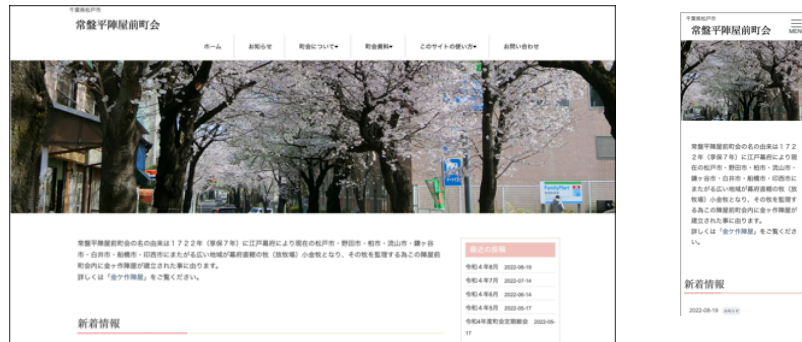 千葉県松戸市
常盤平陣屋前町会
ホーム お知らせ 町会について▾ 町会資料▾ このサイトの使い方▾ お問い合わせ
FamilyMart
常盤平陣屋前町会の名の由来は１７２２年（享保７年）に江戸幕府により現在の松戸市・野田市・柏市・流山市・鎌ヶ谷
市・白井市・船橋市・印西市にまたがる広い地域が幕府直轄の牧（放牧場）小金牧となり、その牧を監理する為この陣屋前
町会内に金ヶ作陣屋が建立された事に由ります。
詳しくは「金ケ作陣屋」をご覧ください。
新着情報
最近の投稿
令和４年8月 2022-08-19
令和４年7月 2022-07-14
令和４年6月 2022-06-14
令和４年5月 2022-05-17
令和4年度町会定期総会 2022-05-
17
千葉県松戸市
常盤平陣屋前町会
MEN
常盤平陣屋前町会の名の由来は１７２
２年（享保７年）に江戸幕府により現
在の松戸市・野田市・柏市・流山市・
鎌ヶ谷市・白井市・船橋市・印西市に
またがる広い地域が幕府直轄の牧（放
牧場）小金牧となり、その牧を監理す
る為この陣屋前町会内に金ヶ作陣屋が
建立された事に由ります。
詳しくは「金ケ作陣屋」をご覧くださ
い。
新着情報
2022-08-19 お知らせ